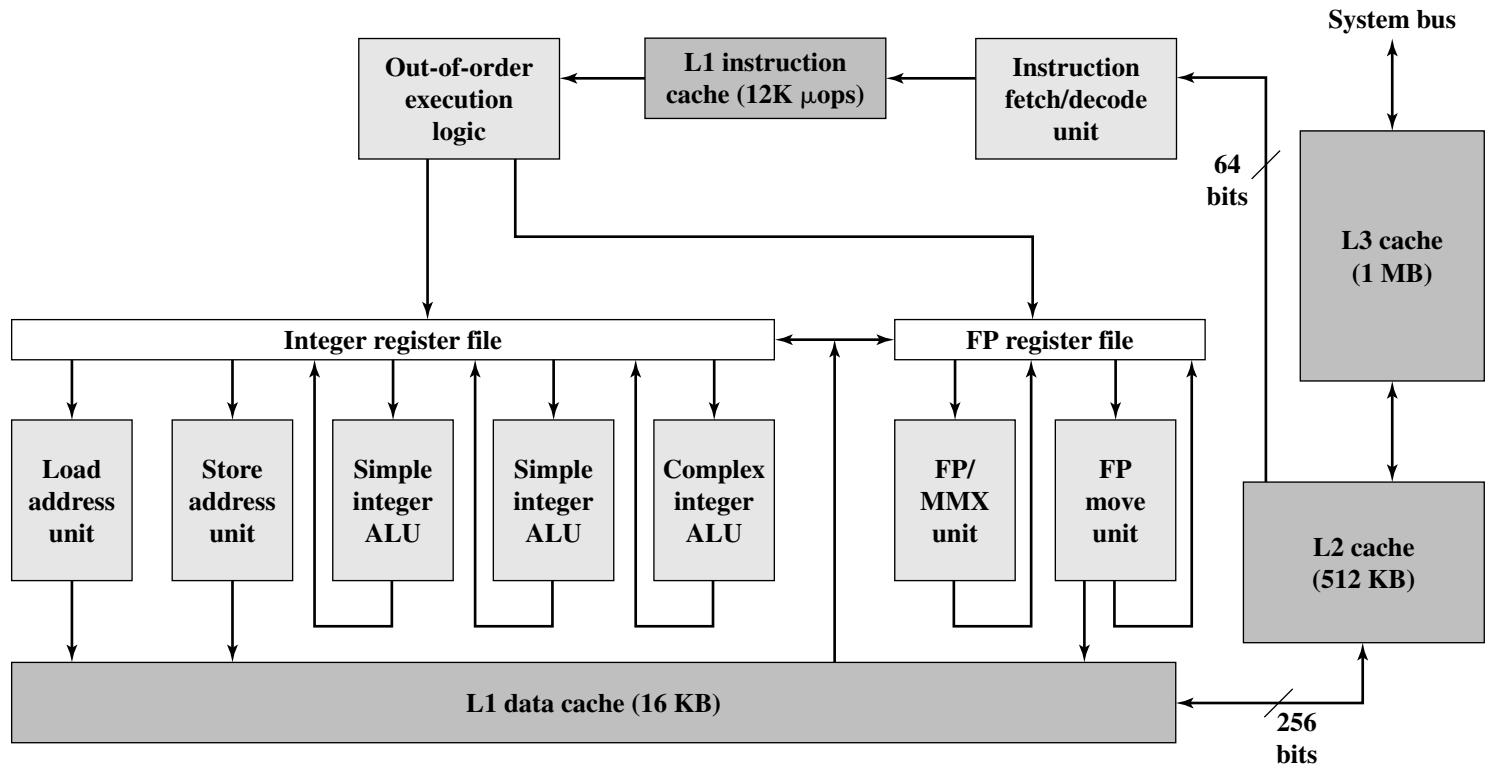 System bus
Out-of-order
execution
logic
L1 instruction
cache (12K μops)
Instruction
fetch/decode
unit
64
bits
L3 cache
(1 MB)
Integer register file
FP register file
Load
address
unit
Store
address
unit
Simple
integer
ALU
Simple
integer
ALU
Complex
integer
ALU
FP/
MMX
unit
FP
move
unit
L2 cache
(512 KB)
L1 data cache (16 KB)
256
bits